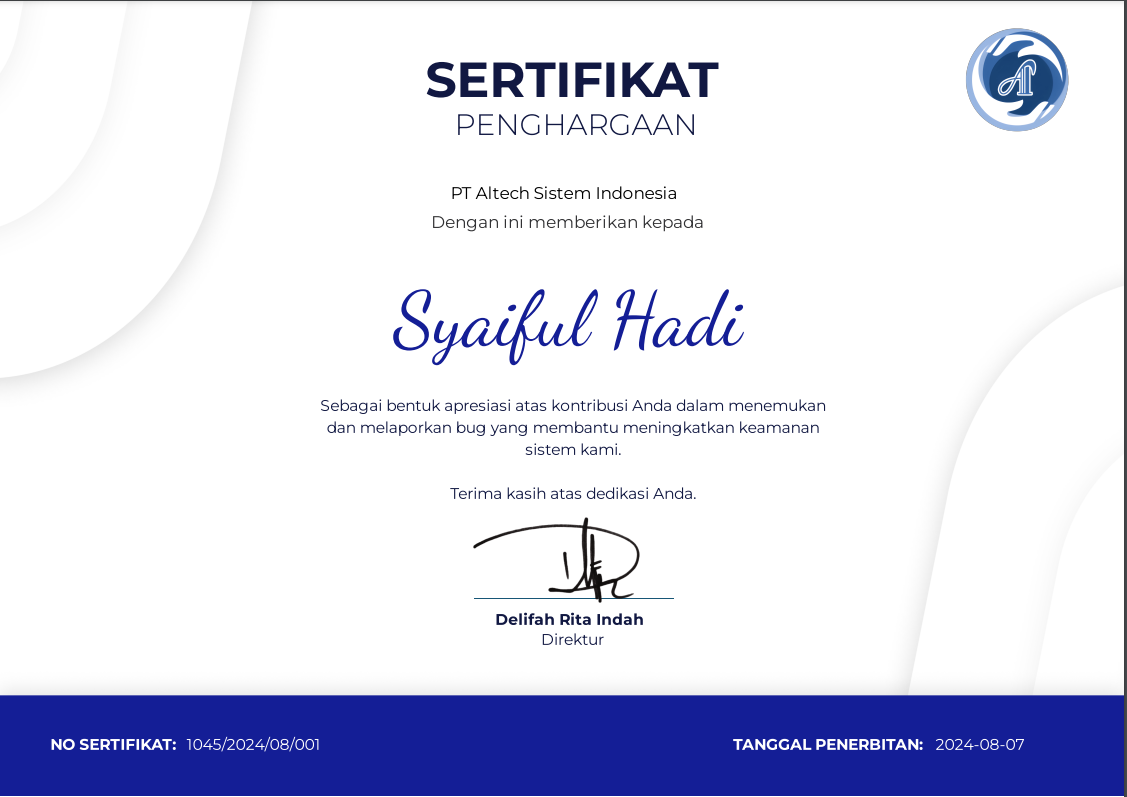 SERTIFIKAT
PENGHARGAAN
PT Altech Sistem Indonesia
Dengan ini memberikan kepada
Syaiful Hadi
Sebagai bentuk apresiasi atas kontribusi Anda dalam menemukan
dan melaporkan bug yang membantu meningkatkan keamanan
sistem kami.
Terima kasih atas dedikasi Anda.
Delifah Rita Indah
Direktur
NO SERTIFIKAT: 1045/2024/08/001
TANGGAL PENERBITAN: 2024-08-07